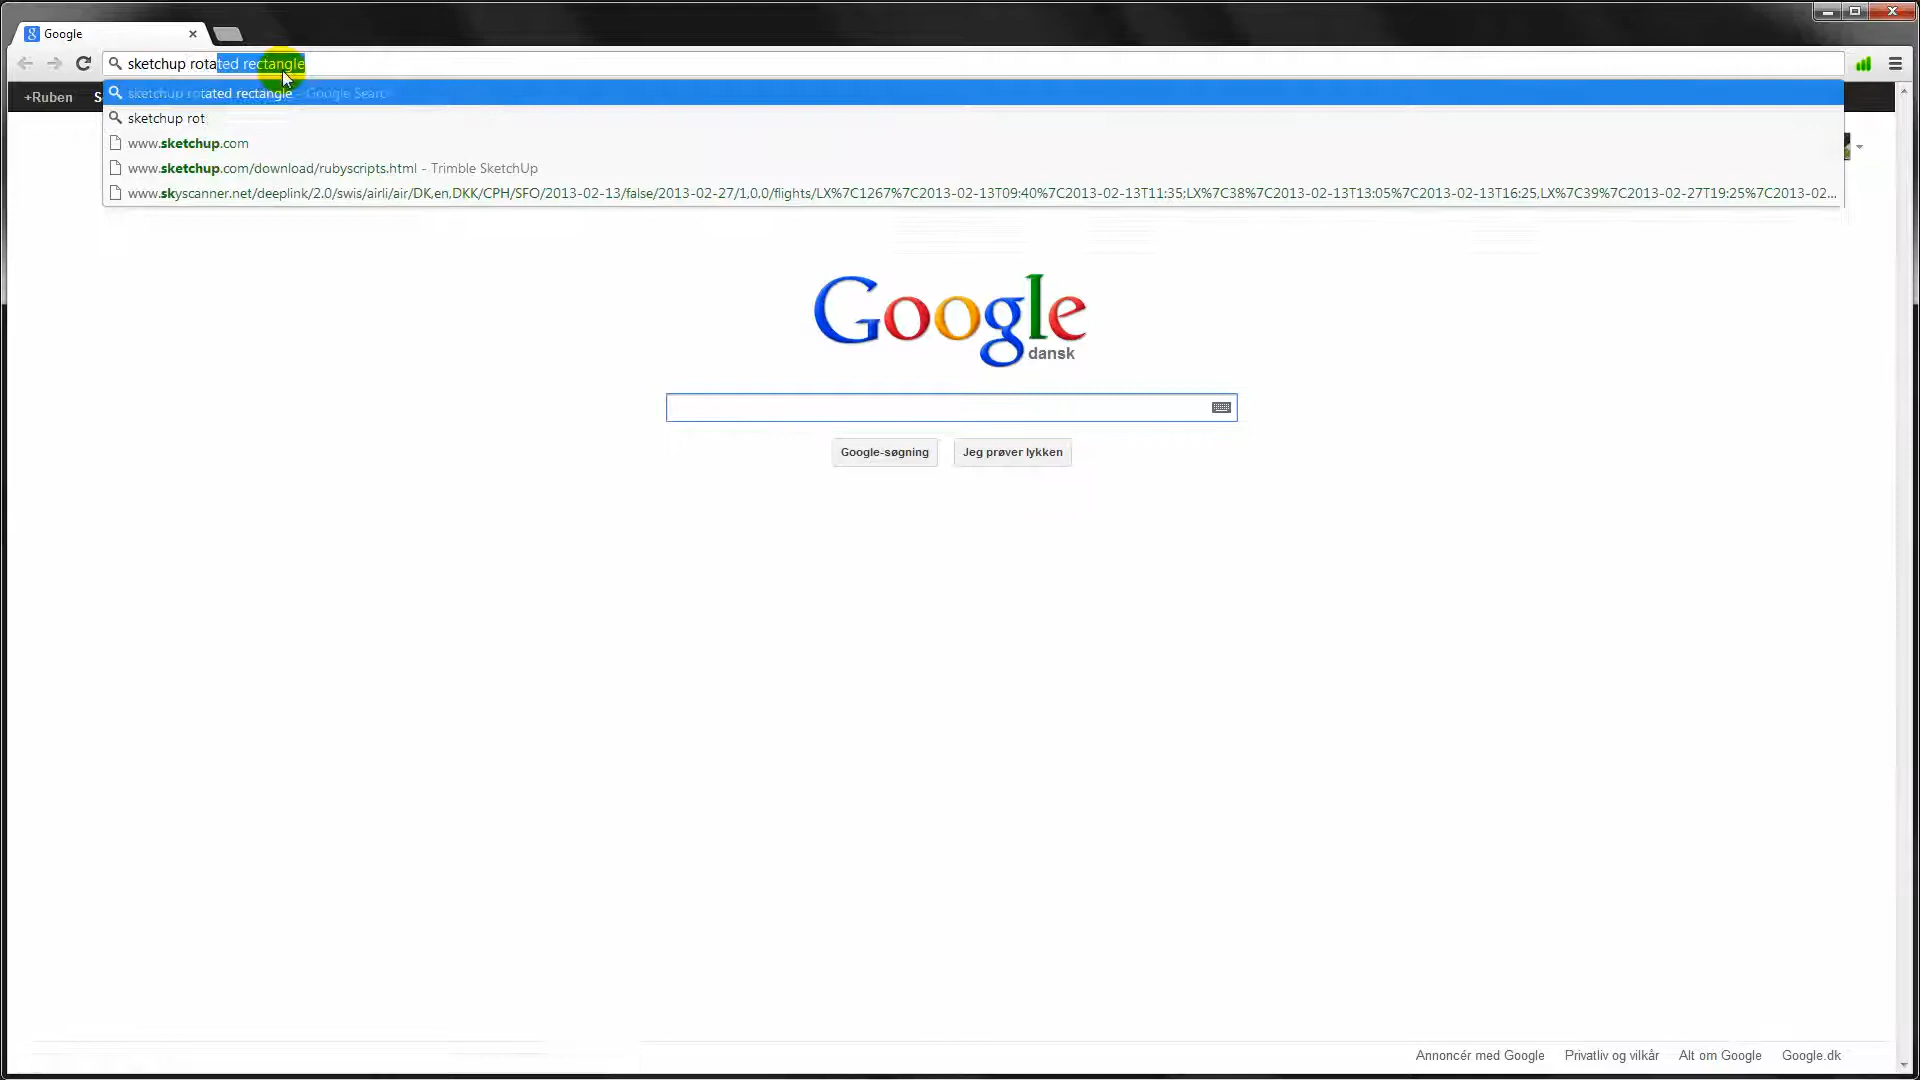 Google
sketchup rotated rectangle
+Ruben S
sketchup rotated rectangle - Google Searc
sketchup rot
www.sketchup.com
www.sketchup.com/download/rubyscripts.html - Trimble SketchUp
www.skyscanner.net/deeplink/2.0/swis/airli/air/DK,en,DKK/CPH/SFO/2013-02-13/false/2013-02-27/1,0,0/flights/LX%7C1267%7C2013-02-13T09:40%7C2013-02-13T11:35;LX%7C38%7C2013-02-13T13:05%7C2013-02-13T16:25,LX%7C39%7C2013-02-27T19:25%7C2013-02...
Google
dansk
Google-søgning Jeg prøver lykken
Annoncér med Google Privatliv og vilkår Alt om Google Google.dk